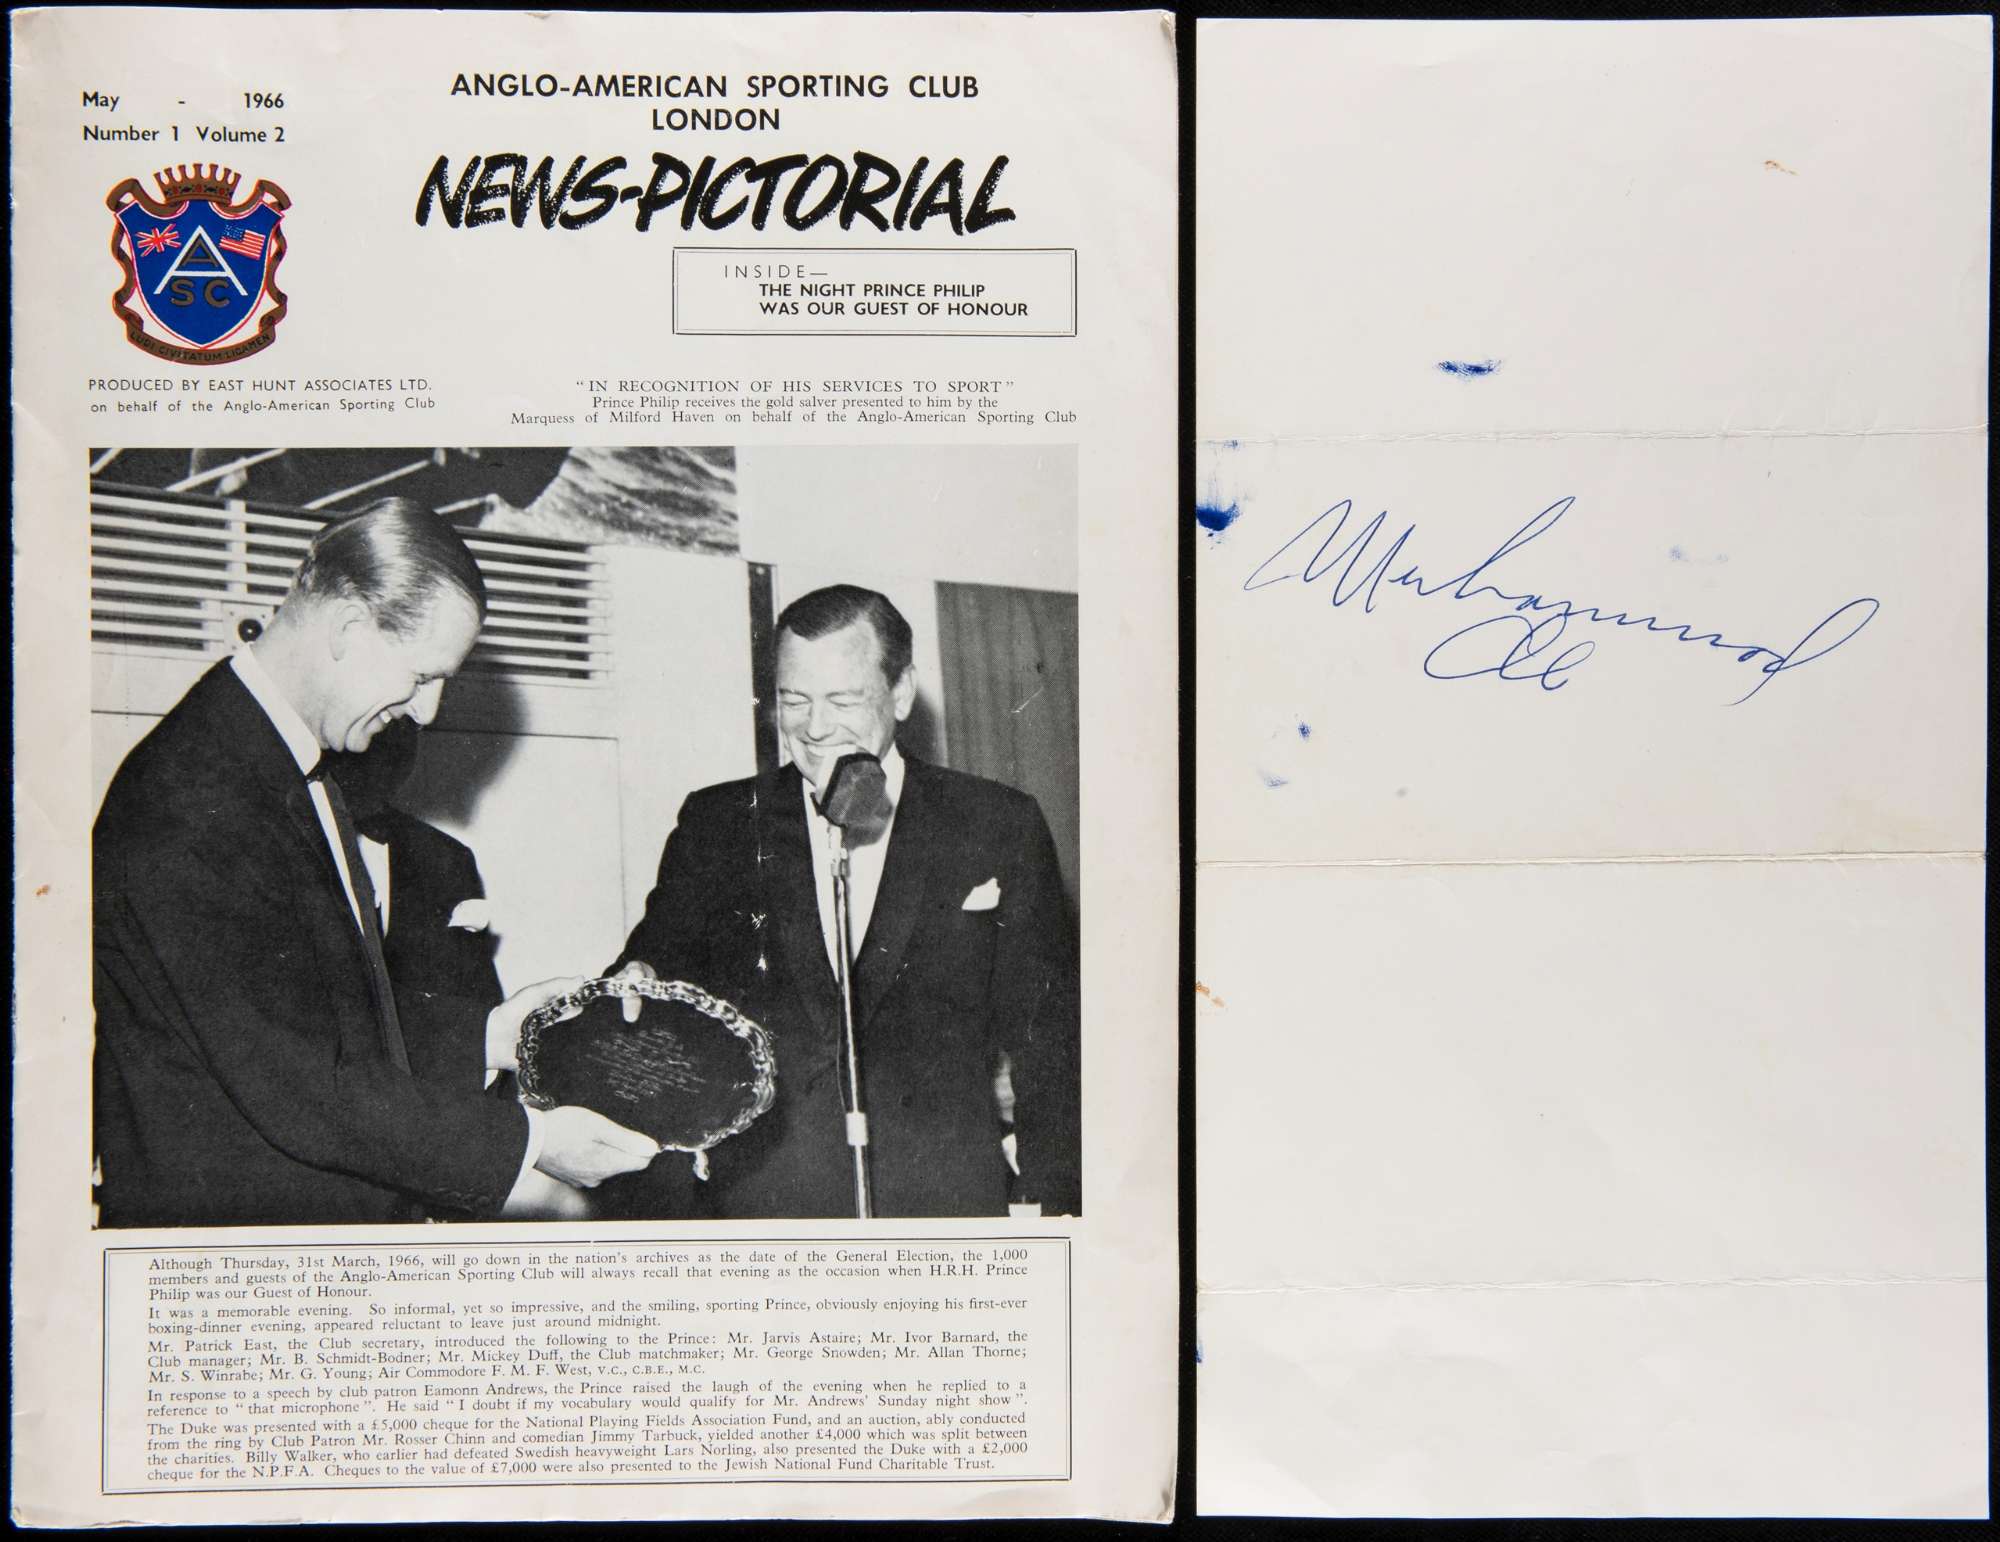 May - 1966
Number 1 Volume 2
ANGLO-AMERICAN SPORTING CLUB
LONDON
NEWS-PICTORIAL
A A
SC
LUDI CIVITATUM LIGAMEN
INSIDE—
THE NIGHT PRINCE PHILIP
WAS OUR GUEST OF HONOUR
PRODUCED BY EAST HUNT ASSOCIATES LTD.
on behalf of the Anglo-American Sporting Club
"IN RECOGNITION OF HIS SERVICES TO SPORT"
Prince Philip receives the gold salver presented to him by the
Marquess of Milford Haven on behalf of the Anglo-American Sporting Club
Although Thursday, 31st March, 1966, will go down in the nation's archives as the date of the General Election, the 1,000
members and guests of the Anglo-American Sporting Club will always recall that evening as the occasion when H.R.H. Prince
Philip was our Guest of Honour.
It was a memorable evening. So informal, yet so impressive, and the smiling, sporting Prince, obviously enjoying his first-ever
boxing-dinner evening, appeared reluctant to leave just around midnight.
Mr. Patrick East, the Club secretary, introduced the following to the Prince: Mr. Jarvis Astaire; Mr. Ivor Barnard, the
Club manager; Mr. B. Schmidt-Bodner; Mr. Mickey Duff, the Club matchmaker; Mr. George Snowden; Mr. Allan Thorne;
Mr. S. Winrabe; Mr. G. Young; Air Commodore F. M. F. West, V.C., C.B.E., M.C.
In response to a speech by club patron Eamonn Andrews, the Prince raised the laugh of the evening when he replied to a
reference to "that microphone". He said "I doubt if my vocabulary would qualify for Mr. Andrews' Sunday night show".
The Duke was presented with a £5,000 cheque for the National Playing Fields Association Fund, and an auction, ably conducted
from the ring by Club Patron Mr. Rosser Chinn and comedian Jimmy Tarbuck, yielded another £4,000 which was split between
the charities. Billy Walker, who earlier had defeated Swedish heavyweight Lars Norling, also presented the Duke with a £2,000
cheque for the N.P.F.A. Cheques to the value of £7,000 were also presented to the Jewish National Fund Charitable Trust.
Muhammad
Ali